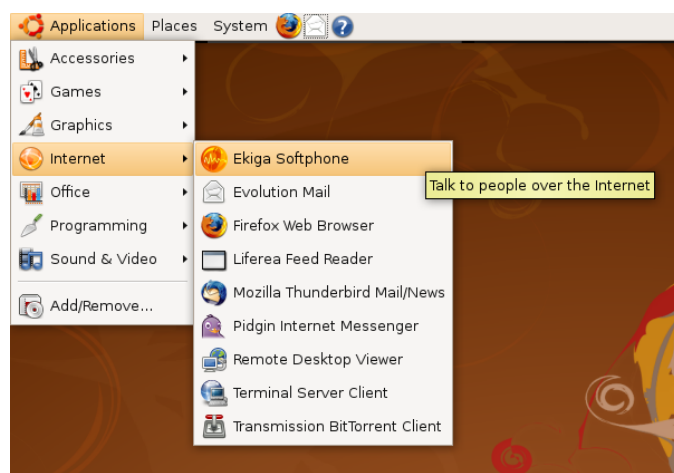 Applications Places System
Accessories
Games
Graphics
Internet
Office
Programming
Sound & Video
Add/Remove...
Ekiga Softphone
Evolution Mail
Firefox Web Browser
Liferea Feed Reader
Mozilla Thunderbird Mail/News
Pidgin Internet Messenger
Remote Desktop Viewer
Terminal Server Client
Transmission BitTorrent Client
Talk to people over the Internet